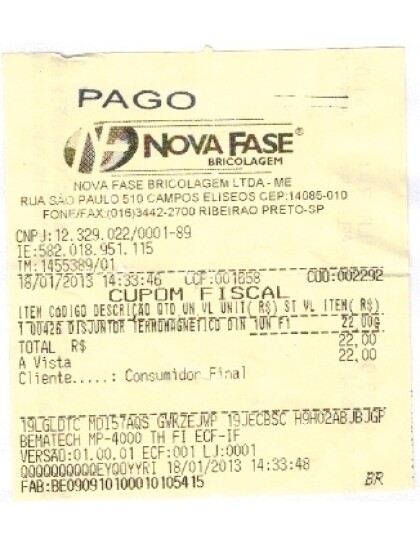 PAGO
NOVA FASE®
BRICOLAGEM
NOVA FASE BRICOLAGEM LTDA - ME
RUA SÃO PAULO 510 CAMPOS ELISEOS CEP:14085-010
FONE/FAX:(016)3442-2700 RIBEIRAO PRETO-SP
CNPJ:12.329.022/0001-89
IE:582.018.951.115
IM:1455389/01
18/01/2013 14:33:46 CCF:001658 COO:002292
CUPOM FISCAL
ITEM CÓDIGO DESCRIÇÃO QTD.UN.VL UNIT( R$) ST VL ITEM( R$)
1 00426 DISJUNTOR TERMOMAGNETICO DIN 1UN F1 22,00G
TOTAL R$ 22,00
A Vista 22,00
Cliente.....: Consumidor Final
BEMATECH MP-4000 TH FI ECF-IF
VERSÃO:01.00.01 ECF:001 LJ:0001
QQQQQQQQQQEYQOYYRI 18/01/2013 14:33:48
FAB:BE090910100010105415 BR